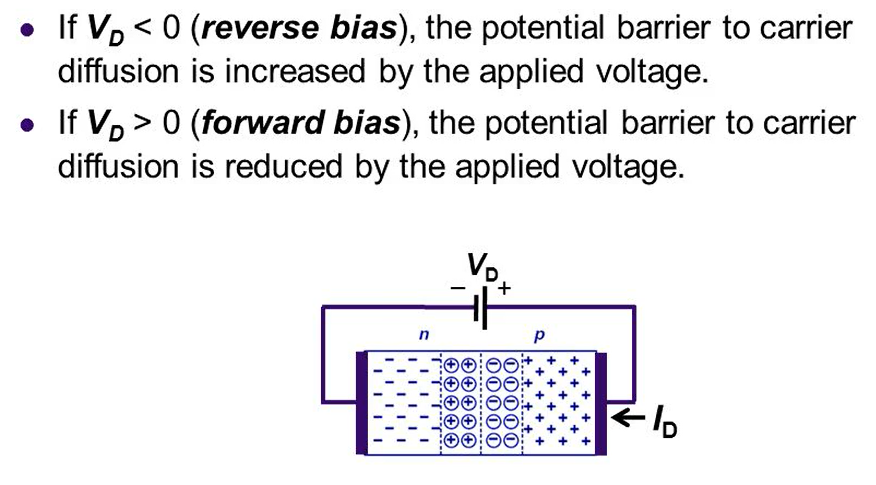 • If VD < 0 (reverse bias), the potential barrier to carrier
diffusion is increased by the applied voltage.
• If VD > 0 (forward bias), the potential barrier to carrier
diffusion is reduced by the applied voltage.
VD
− +
n p
ID